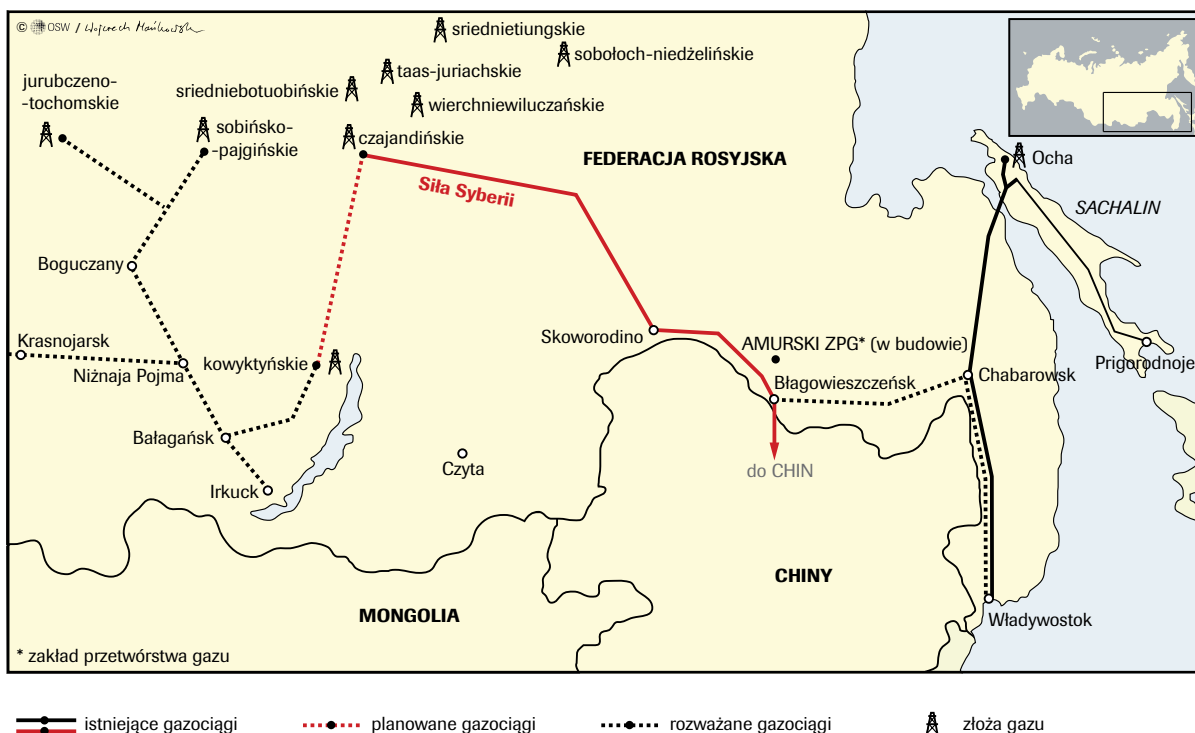 © OSW / Wojciech Mańkowski
sriednietiungskie
sobołoch-niedżelińskie
jurubczeno-
-tochomskie
taas-juriachskie
sriedniebotuobińskie
wierchniewiluczańskie
sobińsko-
-pajgińskie
czajandińskie
FEDERACJA ROSYJSKA
Ocha
Siła Syberii
SACHALIN
Boguczany
Krasnojarsk
Skoworodino
AMURSKI ZPG* (w budowie)
Niżnaja Pojma
kowyktyńskie
Prigorodnoje
Chabarowsk
Błagowieszczeńsk
Bałagańsk
Czyta
do CHIN
Irkuck
CHINY
MONGOLIA
Władywostok
* zakład przetwórstwa gazu
istniejące gazociągi
planowane gazociągi
rozważane gazociągi
złoża gazu